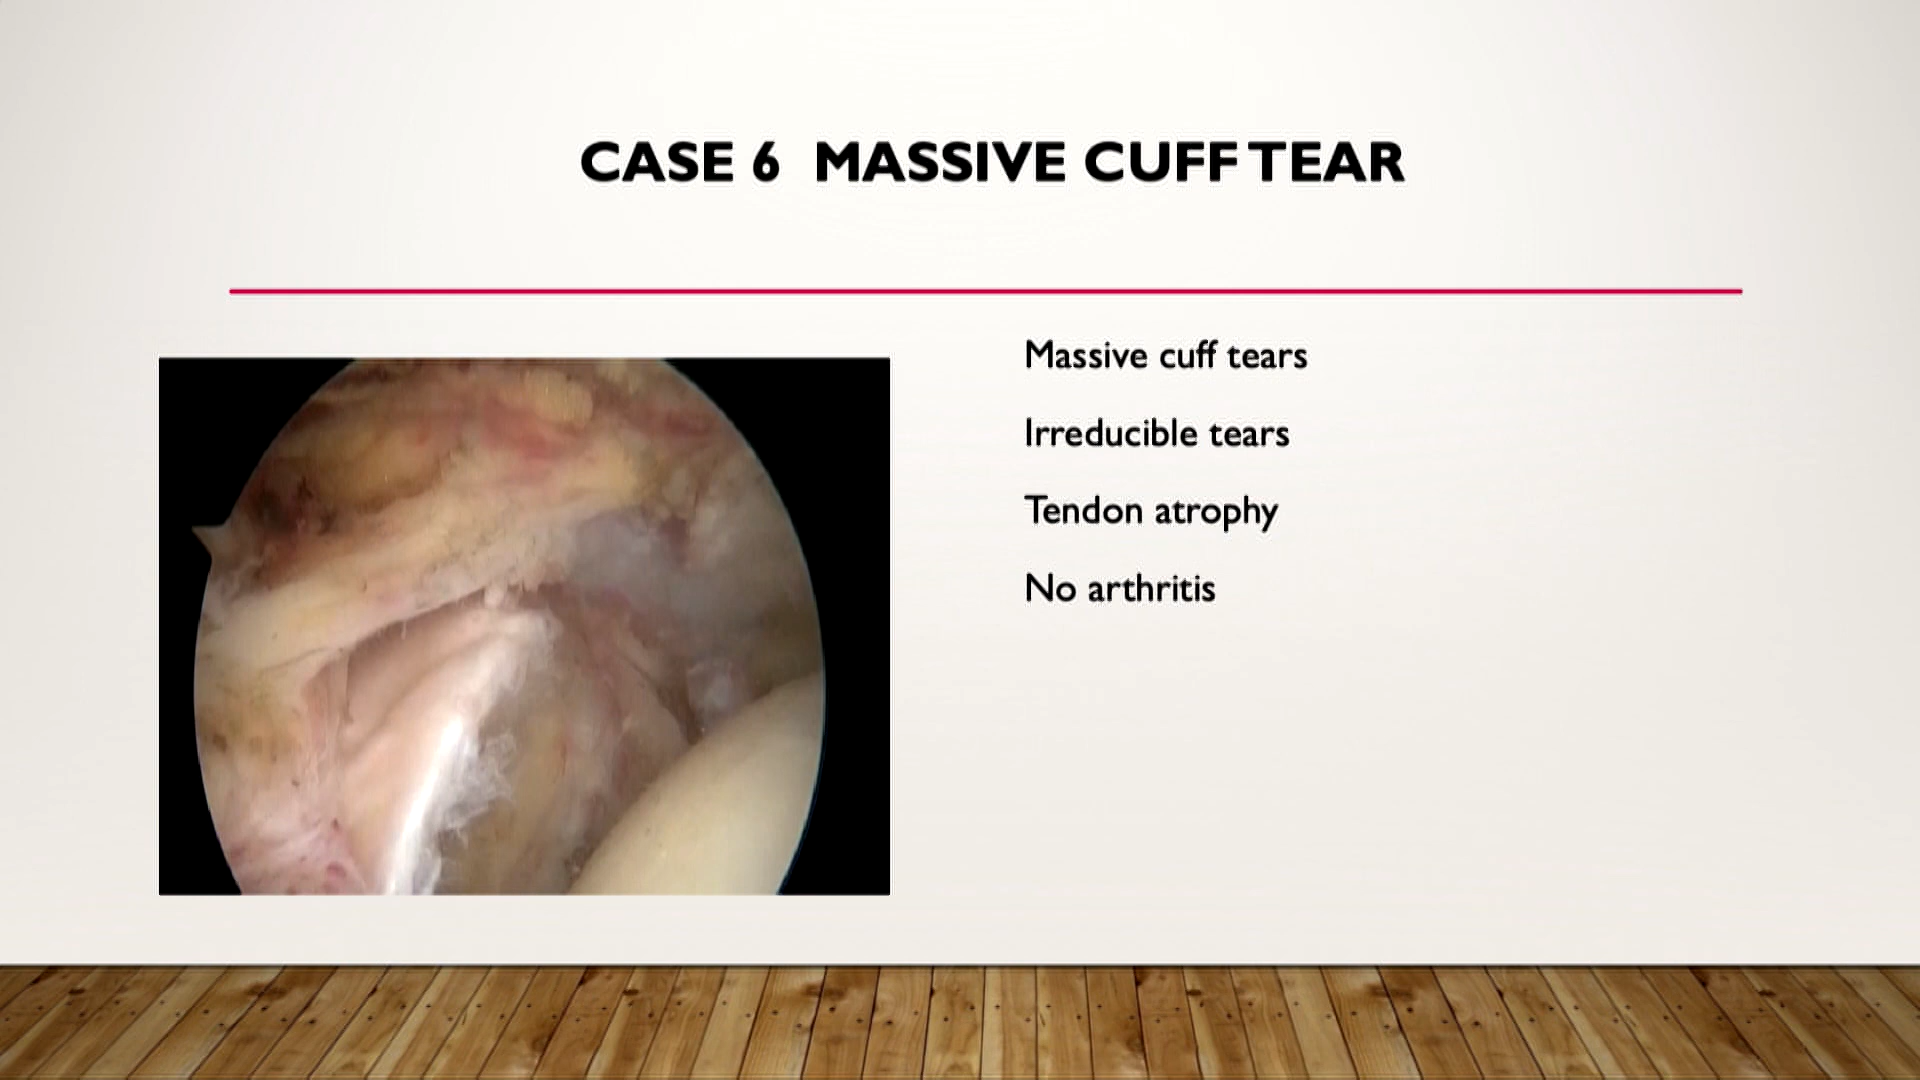 CASE 6 MASSIVE CUFF TEAR
Massive cuff tears
Irreducible tears
Tendon atrophy
No arthritis